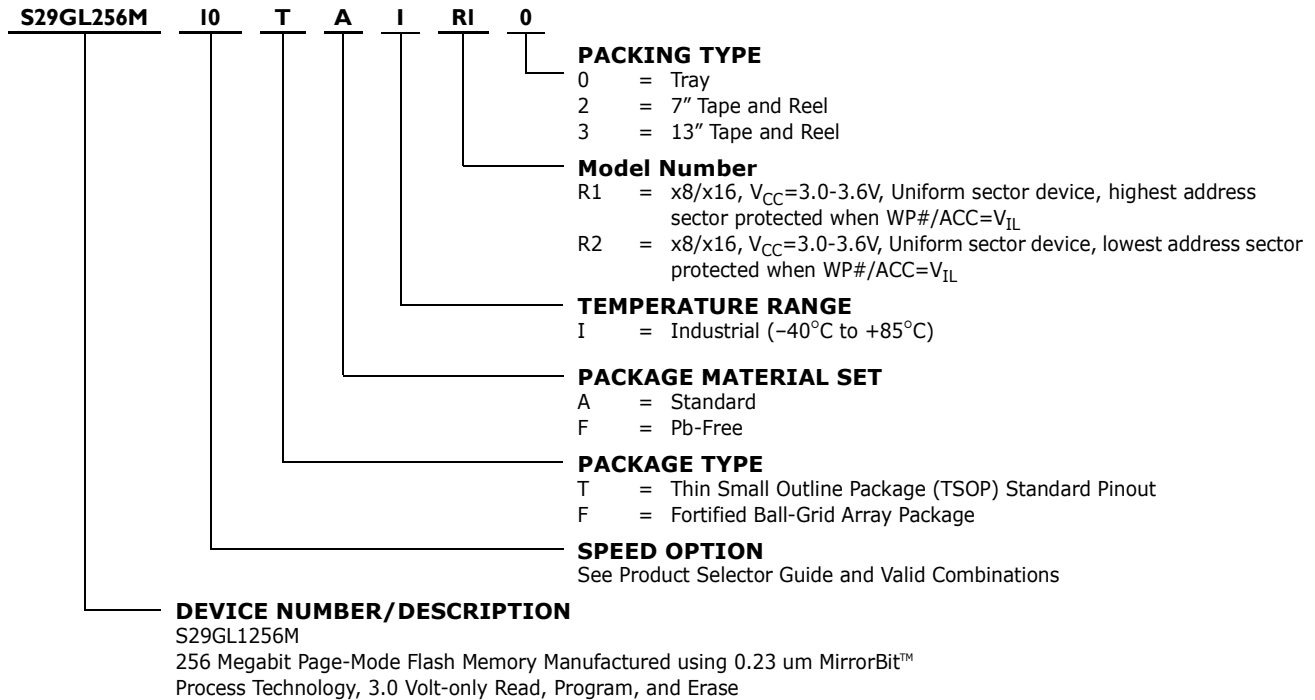 S29GL256M 10 T A I R1 0
PACKING TYPE
0 = Tray
2 = 7” Tape and Reel
3 = 13” Tape and Reel
Model Number
R1 = x8/x16, VCC=3.0-3.6V, Uniform sector device, highest address
sector protected when WP#/ACC=VIL
R2 = x8/x16, VCC=3.0-3.6V, Uniform sector device, lowest address sector
protected when WP#/ACC=VIL
TEMPERATURE RANGE
I = Industrial (–40°C to +85°C)
PACKAGE MATERIAL SET
A = Standard
F = Pb-Free
PACKAGE TYPE
T = Thin Small Outline Package (TSOP) Standard Pinout
F = Fortified Ball-Grid Array Package
SPEED OPTION
See Product Selector Guide and Valid Combinations
DEVICE NUMBER/DESCRIPTION
S29GL1256M
256 Megabit Page-Mode Flash Memory Manufactured using 0.23 um MirrorBit™
Process Technology, 3.0 Volt-only Read, Program, and Erase